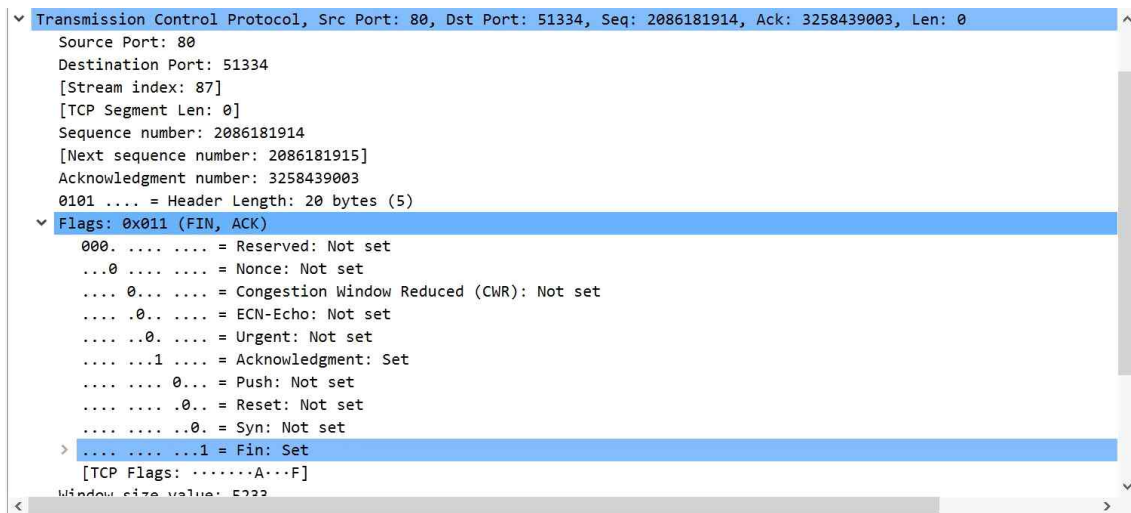 Transmission Control Protocol, Src Port: 80, Dst Port: 51334, Seq: 2086181914, Ack: 3258439003, Len: 0
Source Port: 80
Destination Port: 51334
[Stream index: 87]
[TCP Segment Len: 0]
Sequence number: 2086181914
[Next sequence number: 2086181915]
Acknowledgment number: 3258439003
0101 .... = Header Length: 20 bytes (5)
Flags: 0x011 (FIN, ACK)
000. .... .... = Reserved: Not set
...0 .... .... = Nonce: Not set
.... 0... .... = Congestion Window Reduced (CWR): Not set
.... .0.. .... = ECN-Echo: Not set
.... ..0. .... = Urgent: Not set
.... ...1 .... = Acknowledgment: Set
.... .... 0... = Push: Not set
.... .... .0.. = Reset: Not set
.... .... ..0. = Syn: Not set
.... .... ...1 = Fin: Set
[TCP Flags: ·······A···F]
Window size value: 5233